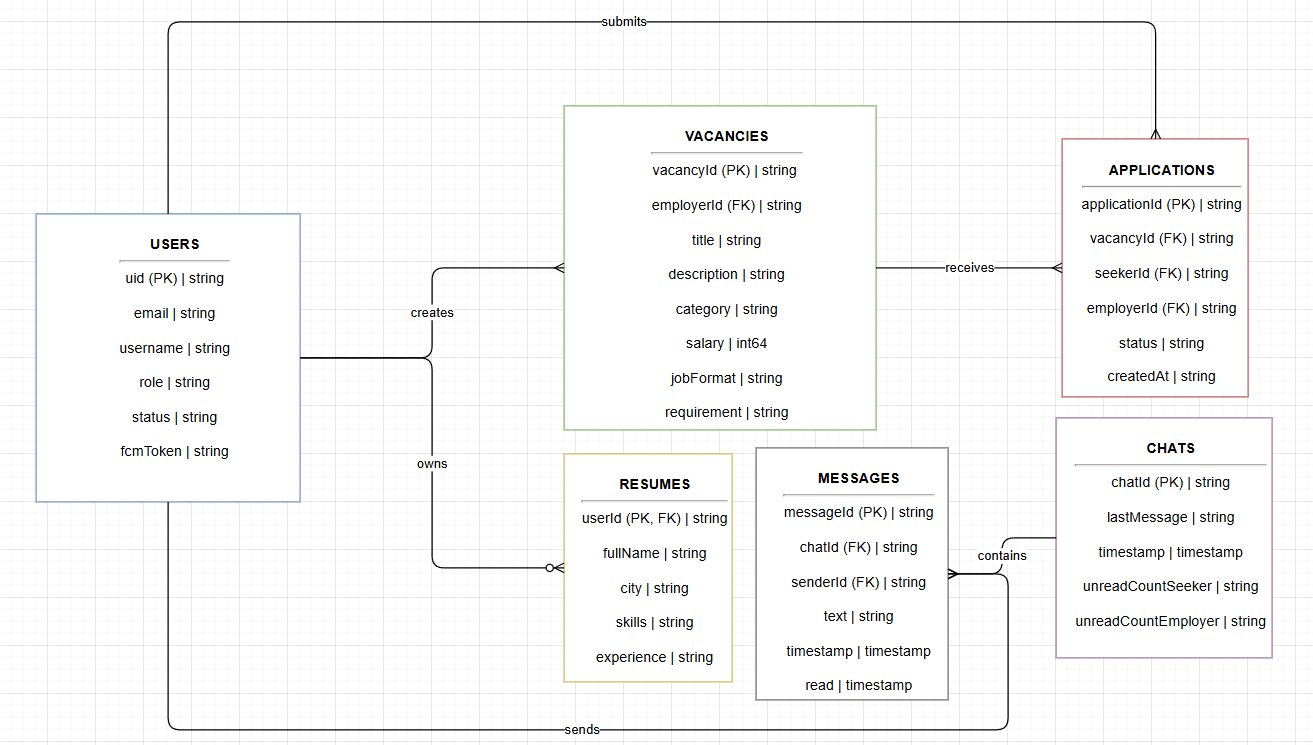 submits
USERS
uid (PK) | string
email | string
username | string
role | string
status | string
fcmToken | string
creates
owns
VACANCIES
vacancyId (PK) | string
employerId (FK) | string
title | string
description | string
category | string
salary | int64
jobFormat | string
requirement | string
receives
APPLICATIONS
applicationId (PK) | string
vacancyId (FK) | string
seekerId (FK) | string
employerId (FK) | string
status | string
createdAt | string
RESUMES
userId (PK, FK) | string
fullName | string
city | string
skills | string
experience | string
MESSAGES
messageId (PK) | string
chatId (FK) | string
senderId (FK) | string
text | string
timestamp | timestamp
read | timestamp
contains
CHATS
chatId (PK) | string
lastMessage | string
timestamp | timestamp
unreadCountSeeker | string
unreadCountEmployer | string
sends